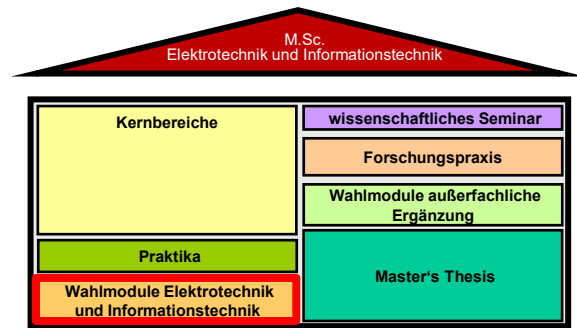 M.Sc.
Elektrotechnik und Informationstechnik
Kernbereiche
Praktika
Wahlmodule Elektrotechnik
und Informationstechnik
wissenschaftliches Seminar
Forschungspraxis
Wahlmodule außerfachliche
Ergänzung
Master‘s Thesis